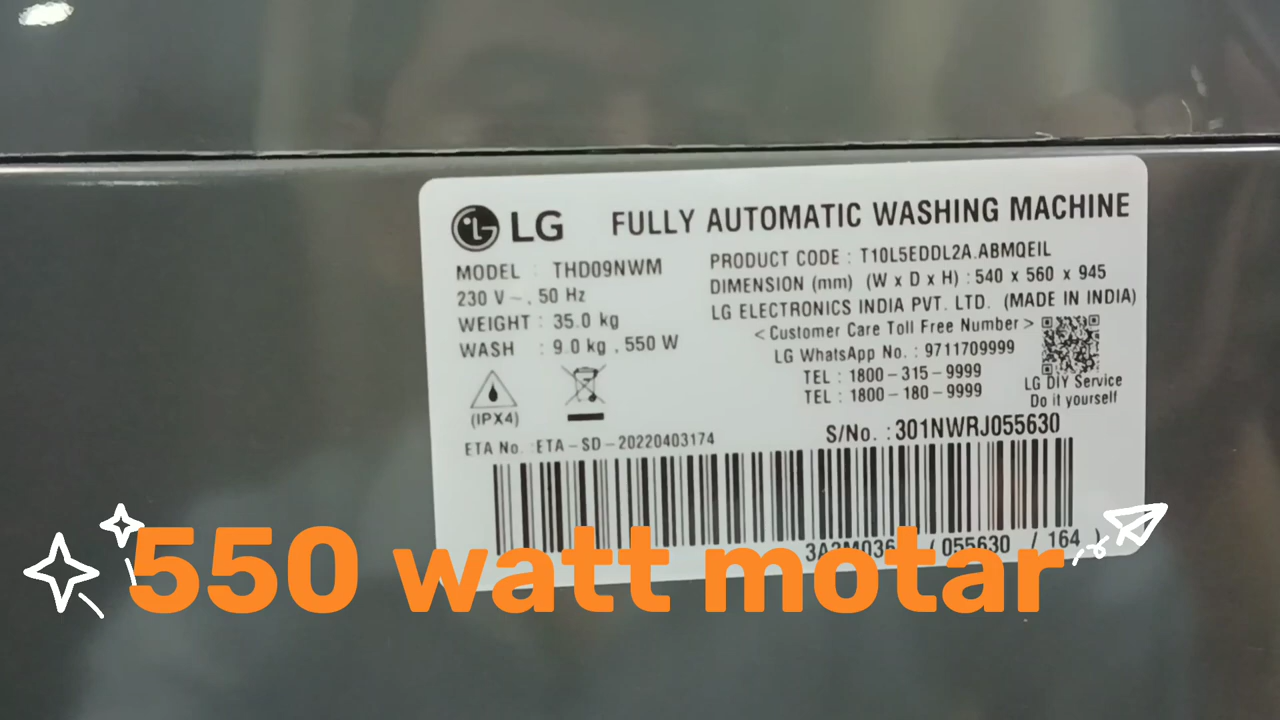 LG FULLY AUTOMATIC WASHING MACHINE
MODEL : THD09NWM
230 V ~, 50 Hz
WEIGHT : 35.0 kg
WASH : 9.0 kg , 550 W
(IPX4)
ETA No. :ETA-SD-20220403174
PRODUCT CODE : T10L5EDDL2A.ABMQEIL
DIMENSION (mm) (W x D x H) : 540 x 560 x 945
LG ELECTRONICS INDIA PVT. LTD. (MADE IN INDIA)
< Customer Care Toll Free Number >
LG WhatsApp No. : 9711709999
TEL : 1800-315-9999
TEL : 1800-180-9999
LG DIY Service
Do it yourself
S/No. : 301NWRJ055630
( 055630 / 164 )
550 watt motar